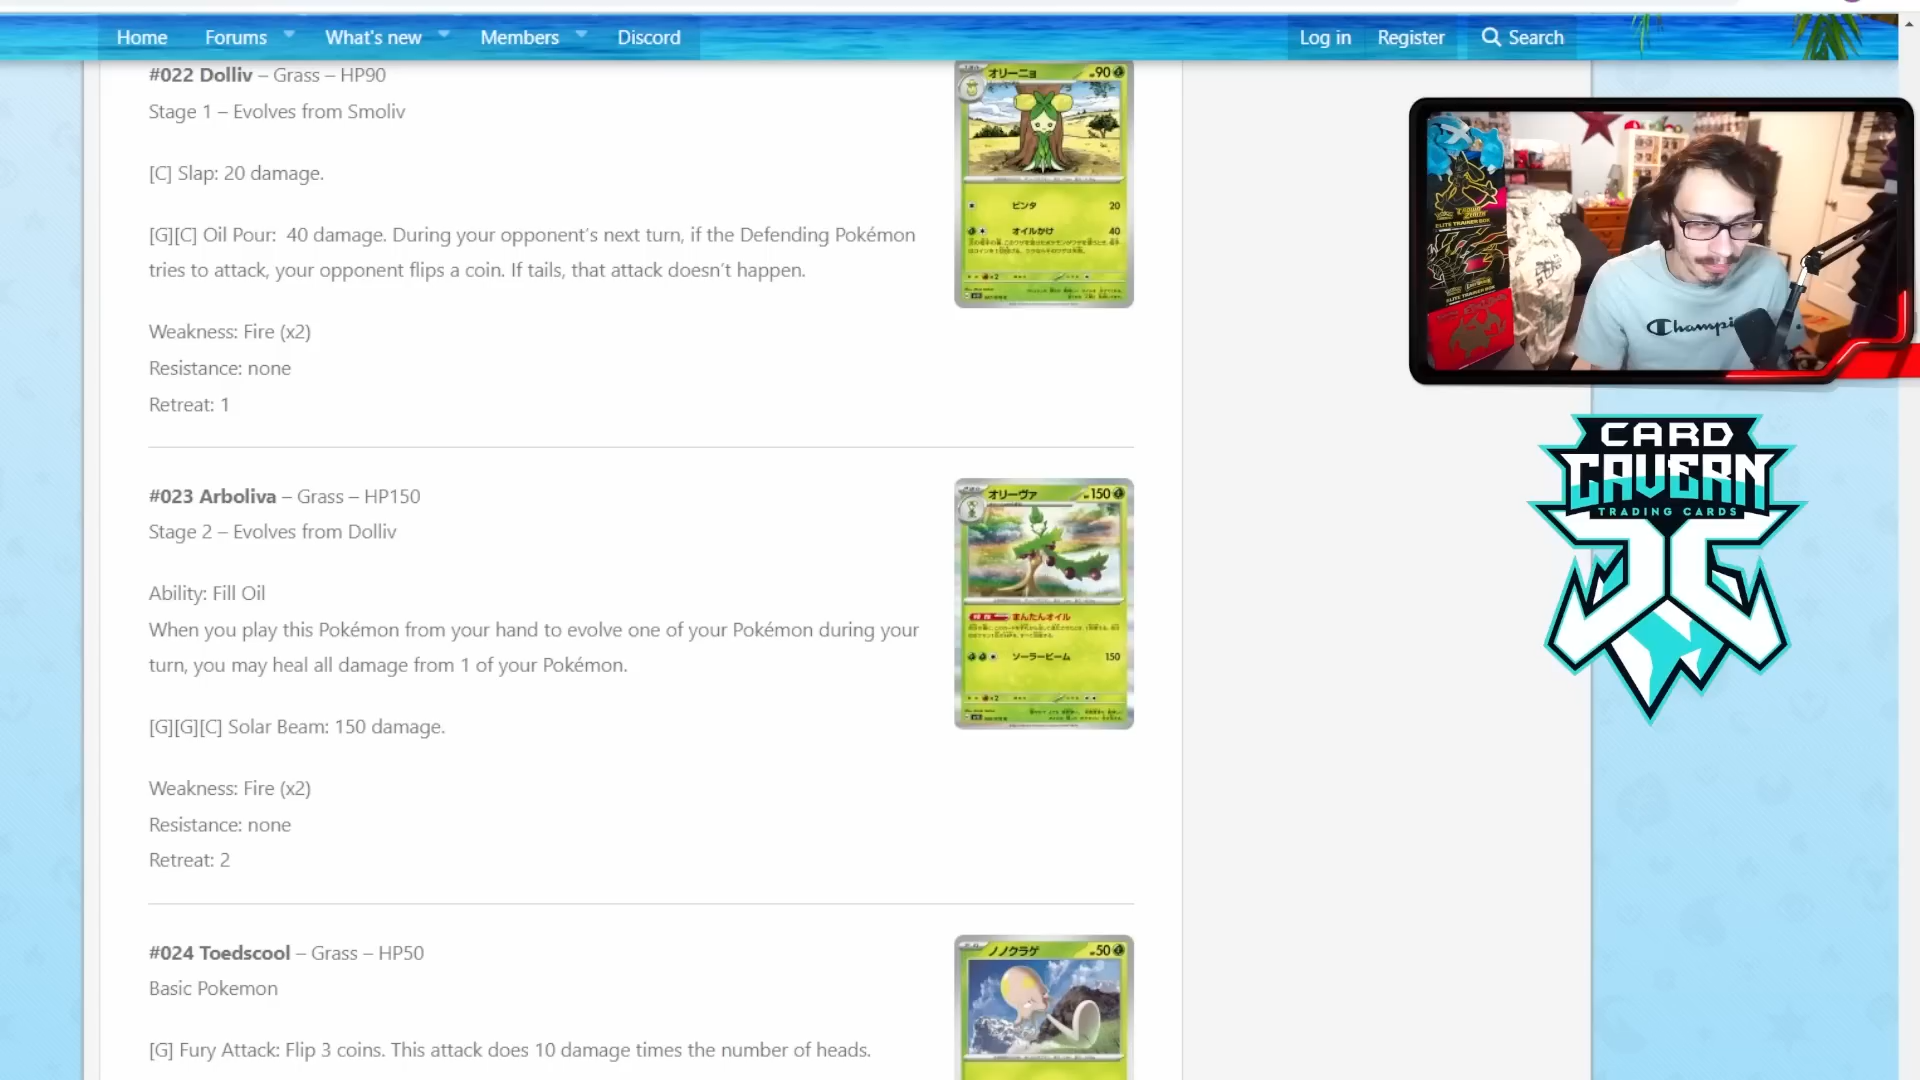 Home Forums What's new Members Discord Log in Register Search
#022 Dolliv – Grass – HP90
Stage 1 – Evolves from Smoliv
[C] Slap: 20 damage.
[G][C] Oil Pour:  40 damage. During your opponent's next turn, if the Defending Pokémon
tries to attack, your opponent flips a coin. If tails, that attack doesn't happen.
Weakness: Fire (x2)
Resistance: none
Retreat: 1
オリーニョ 90
ビンタ 20
オイルかけ 40
#023 Arboliva – Grass – HP150
Stage 2 – Evolves from Dolliv
Ability: Fill Oil
When you play this Pokémon from your hand to evolve one of your Pokémon during your
turn, you may heal all damage from 1 of your Pokémon.
[G][G][C] Solar Beam: 150 damage.
Weakness: Fire (x2)
Resistance: none
Retreat: 2
オリーヴァ 150
まんたんオイル
ソーラービーム 150
#024 Toedscool – Grass – HP50
Basic Pokemon
[G] Fury Attack: Flip 3 coins. This attack does 10 damage times the number of heads.
ノノクラゲ 50
ELITE TRAINER BOX
ELITE TRAINER BOX
CARD
CAVERN
TRADING CARDS